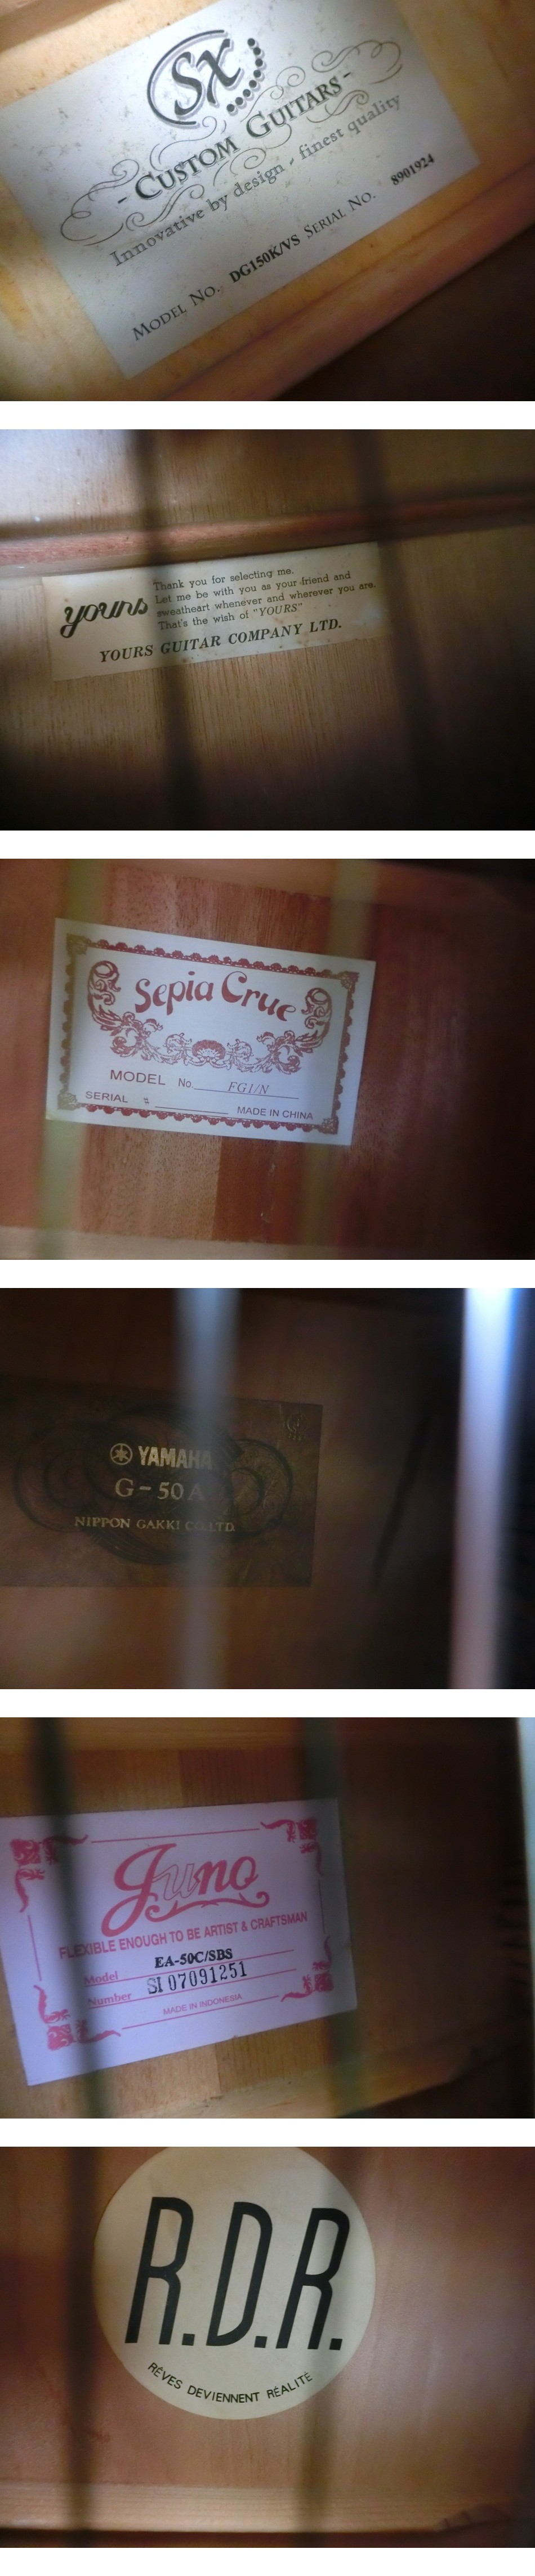 SX
- CUSTOM GUITARS -
Innovative by design - finest quality
MODEL NO. DG150K/VS SERIAL NO. 8901924
yours
Thank you for selecting me.
Let me be with you as your friend and
sweatheart whenever and wherever you are.
That's the wish of "YOURS"
YOURS GUITAR COMPANY LTD.
Sepia Crue
MODEL No. FG1/N
SERIAL # MADE IN CHINA
YAMAHA
G-50A
NIPPON GAKKI CO. LTD.
Juno
FLEXIBLE ENOUGH TO BE ARTIST & CRAFTSMAN
Model EA-50C/SBS
Number SI07091251
MADE IN INDONESIA
R.D.R.
RÊVES DEVIENNENT RÉALITÉ